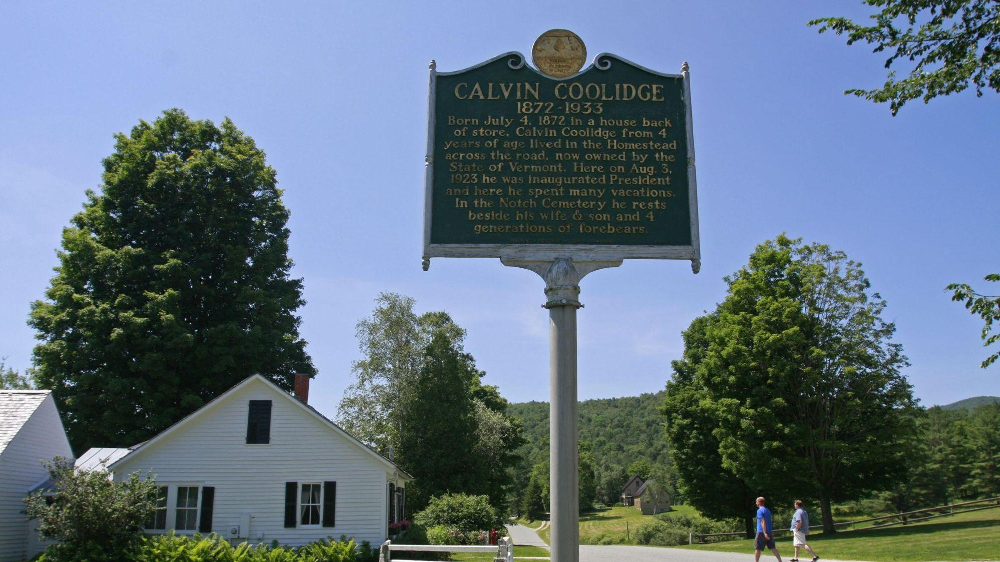 VERMONT
FREEDOM
& UNITY
CALVIN COOLIDGE
1872-1933
Born July 4, 1872 in a house back
of store, Calvin Coolidge from 4
years of age lived in the Homestead
across the road, now owned by the
State of Vermont. Here on Aug. 3,
1923 he was inaugurated President
and here he spent many vacations.
In the Notch Cemetery he rests
beside his wife & son and 4
generations of forebears.